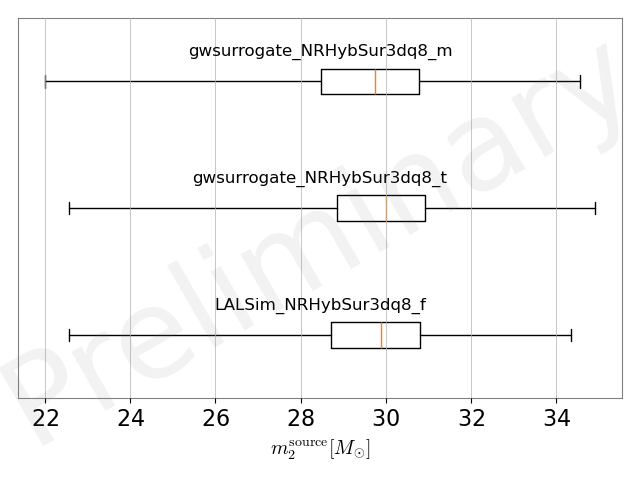 gwsurrogate_NRHybSur3dq8_m
gwsurrogate_NRHybSur3dq8_t
LALSim_NRHybSur3dq8_f
Preliminary
22 24 26 28 30 32 34
m₂^source [M⊙]